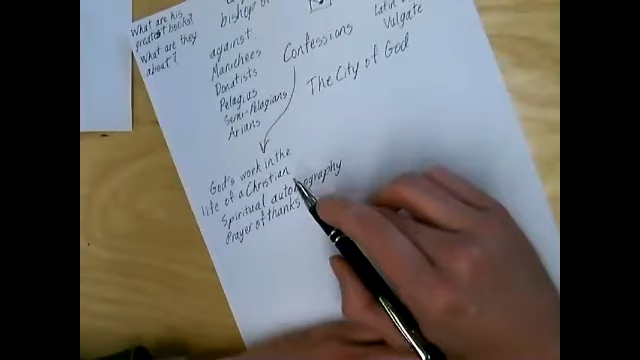 What are his
greatest books?
What are they
about?
bishop of
against
Manichees
Donatists
Pelagius
Semi-Pelagians
Arians
Confessions
The City of God
Latin
Vulgate
God's work in the
life of a Christian
Spiritual autobiography
Prayer of thanks